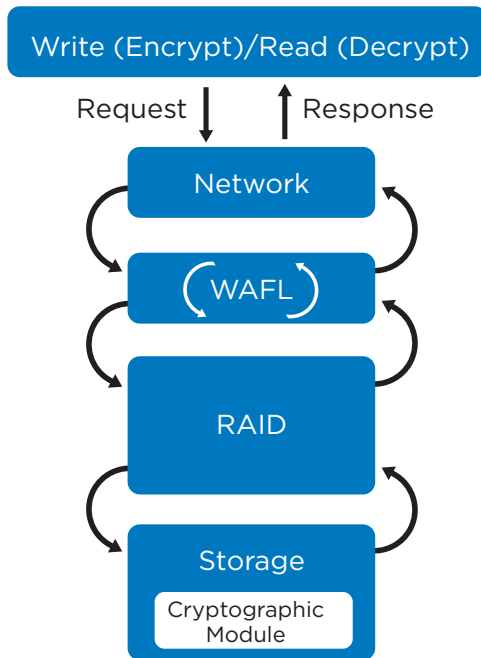 Write (Encrypt)/Read (Decrypt)
Request
Response
Network
WAFL
RAID
Storage
Cryptographic
Module